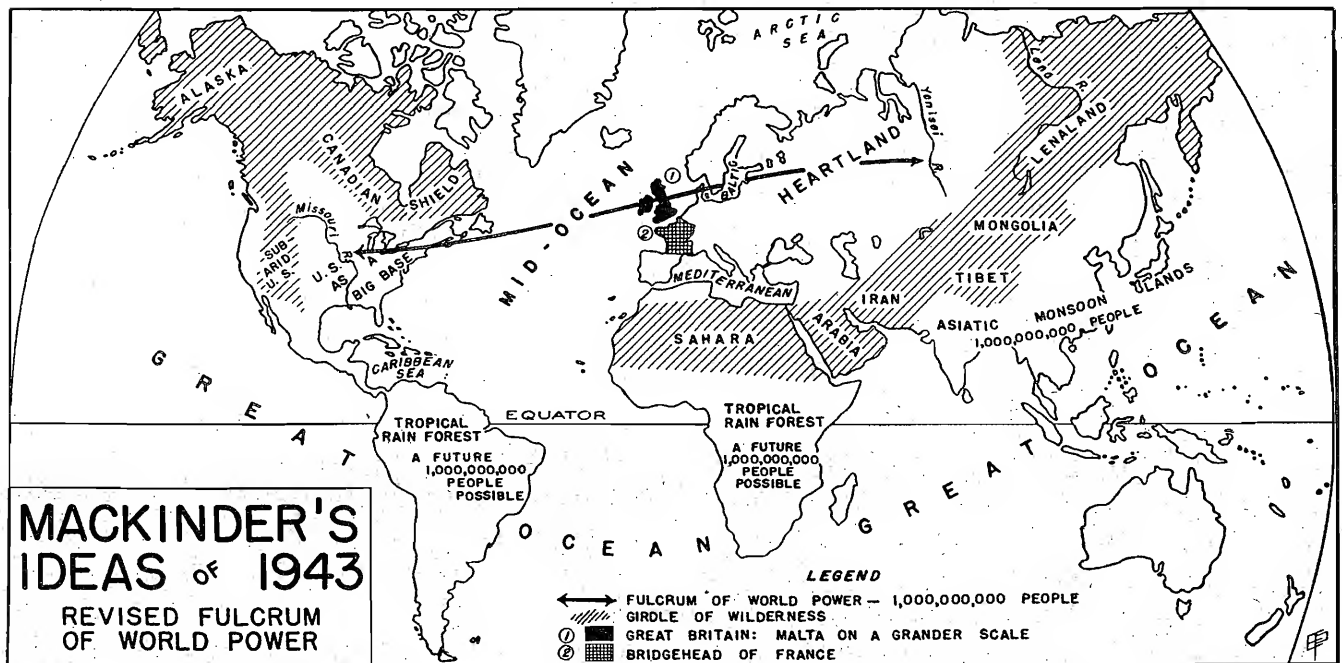 ARCTIC
SEA
ALASKA
CANADIAN
SHIELD
Missouri
R.
SUB-
ARID
U.S.
U.S.
AS
A
BIG BASE
MID-OCEAN
①
②
BALTIC
HEARTLAND
Yenisei
R.
Lena R.
LENALAND
MONGOLIA
TIBET
IRAN
MEDITERRANEAN
SAHARA
ARABIA
ASIATIC MONSOON LANDS
1,000,000,000 PEOPLE
CARIBBEAN
SEA
GREAT
OCEAN
GREAT
OCEAN
EQUATOR
TROPICAL
RAIN FOREST
A FUTURE
1,000,000,000
PEOPLE
POSSIBLE
TROPICAL
RAIN FOREST
A FUTURE
1,000,000,000
PEOPLE
POSSIBLE
MACKINDER'S
IDEAS OF 1943
REVISED FULCRUM
OF WORLD POWER
LEGEND
FULCRUM OF WORLD POWER — 1,000,000,000 PEOPLE
GIRDLE OF WILDERNESS
① GREAT BRITAIN: MALTA ON A GRANDER SCALE
② BRIDGEHEAD OF FRANCE